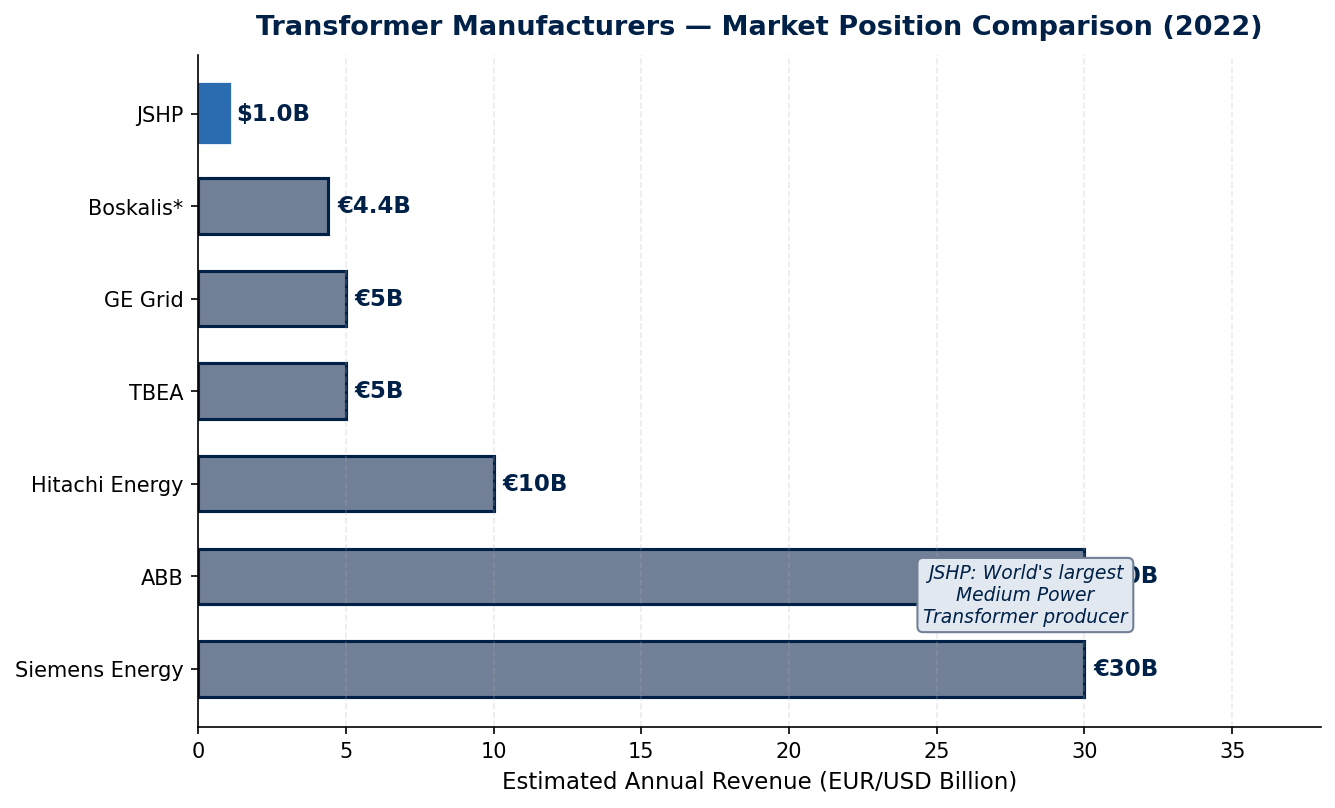 Transformer Manufacturers — Market Position Comparison (2022)
JSHP
$1.0B
Boskalis*
€4.4B
GE Grid
€5B
TBEA
€5B
Hitachi Energy
€10B
ABB
JSHP: World's largest
Medium Power
Transformer producer
Siemens Energy
€30B
0 5 10 15 20 25 30 35
Estimated Annual Revenue (EUR/USD Billion)